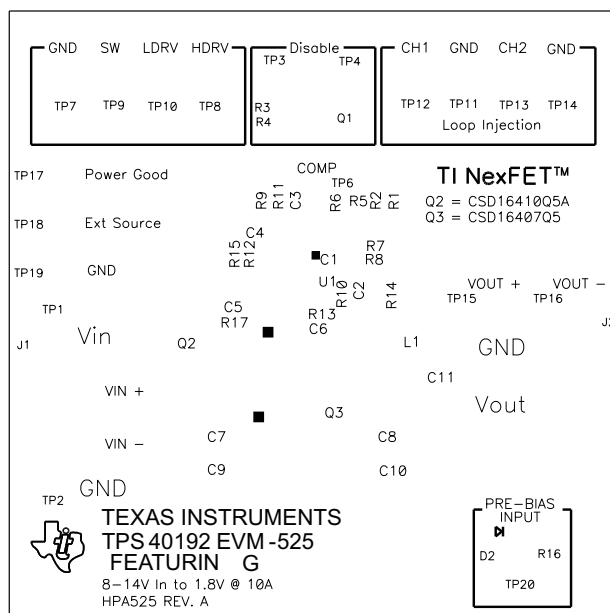 GND SW LDRV HDRV
TP7 TP9 TP10 TP8
Disable
TP3 TP4
R3
R4 Q1
CH1 GND CH2 GND
TP12 TP11 TP13 TP14
Loop Injection
TP17 Power Good
TP18 Ext Source
TP19 GND
COMP
TP6
R9 R11 C3 R6 R5 R2 R1
TI NexFET™
Q2 = CSD16410Q5A
Q3 = CSD16407Q5
C4
R15 R12 C1 R7
R8
U1 R10 C2 R14
VOUT + VOUT -
TP15 TP16
TP1 C5 R13
R17 C6
J1 Vin Q2 L1 GND J2
C11
VIN + Vout
Q3
VIN - C7 C8
C9 C10
GND
TP2
TEXAS INSTRUMENTS
TPS 40192 EVM -525
FEATURIN G
8-14V In to 1.8V @ 10A
HPA525 REV. A
PRE-BIAS
INPUT
D2 R16
TP20